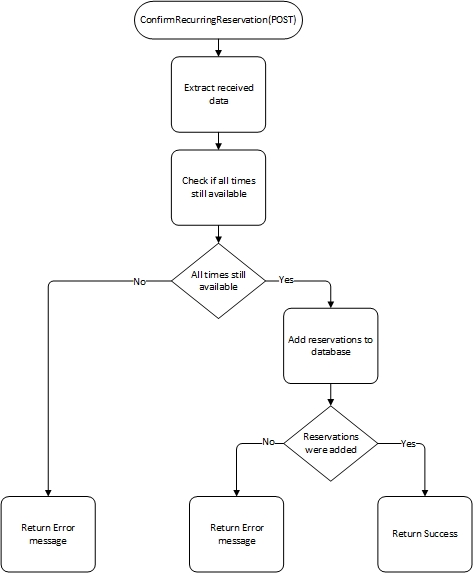 ConfirmRecurringReservation(POST)
Extract received
data
Check if all times
still available
All times still
available
No
Yes
Add reservations to
database
Reservations
were added
No
Yes
Return Error
message
Return Error
message
Return Success